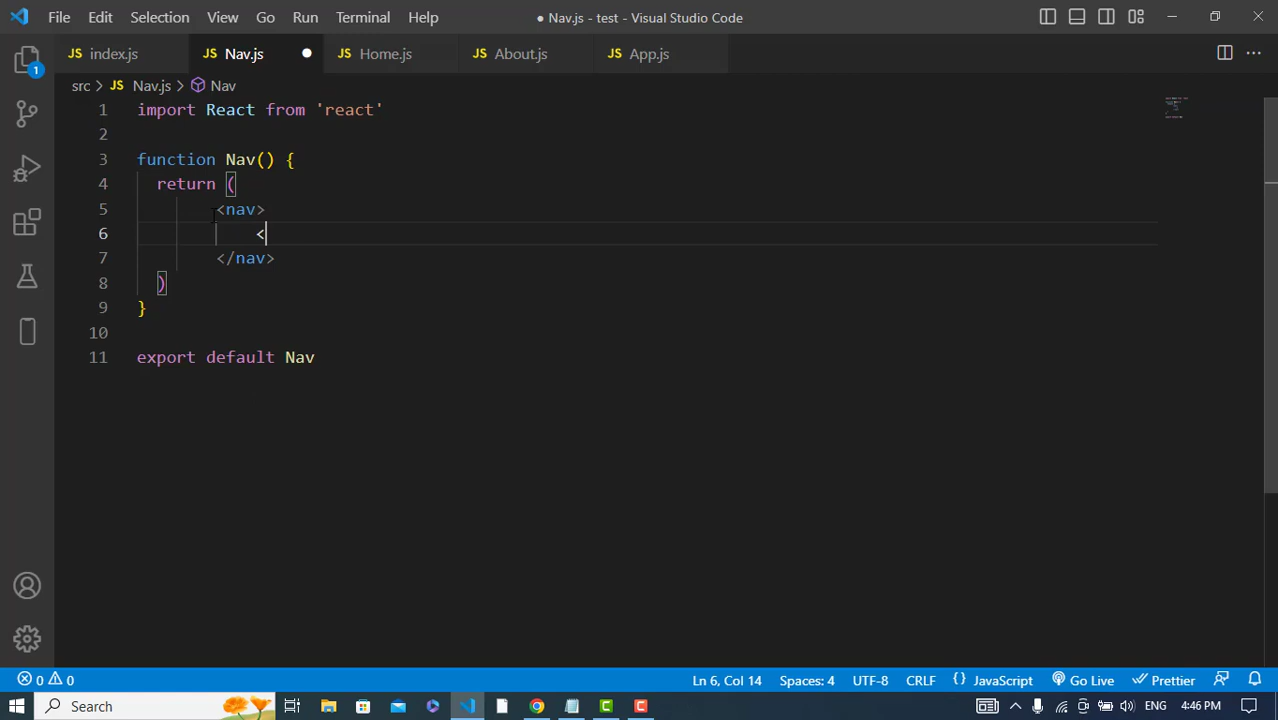 File Edit Selection View Go Run Terminal Help ● Nav.js - test - Visual Studio Code
JS index.js JS Nav.js ● JS Home.js JS About.js JS App.js
src > JS Nav.js > Nav
1 import React from 'react'
2
3 function Nav() {
4 return (
5 <nav>
6 <
7 </nav>
8 )
9 }
10
11 export default Nav
1
0 0 Ln 6, Col 14 Spaces: 4 UTF-8 CRLF {} JavaScript Go Live Prettier
Search ENG 4:46 PM